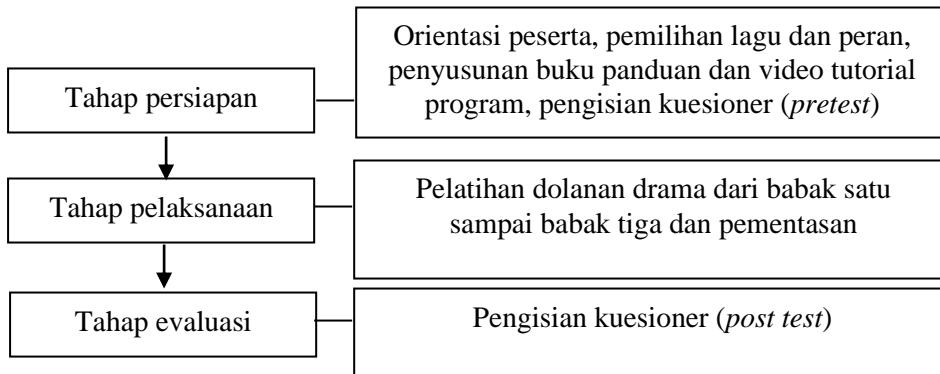 Tahap persiapan
Orientasi peserta, pemilihan lagu dan peran,
penyusunan buku panduan dan video tutorial
program, pengisian kuesioner (pretest)
Tahap pelaksanaan
Pelatihan dolanan drama dari babak satu
sampai babak tiga dan pementasan
Tahap evaluasi
Pengisian kuesioner (post test)